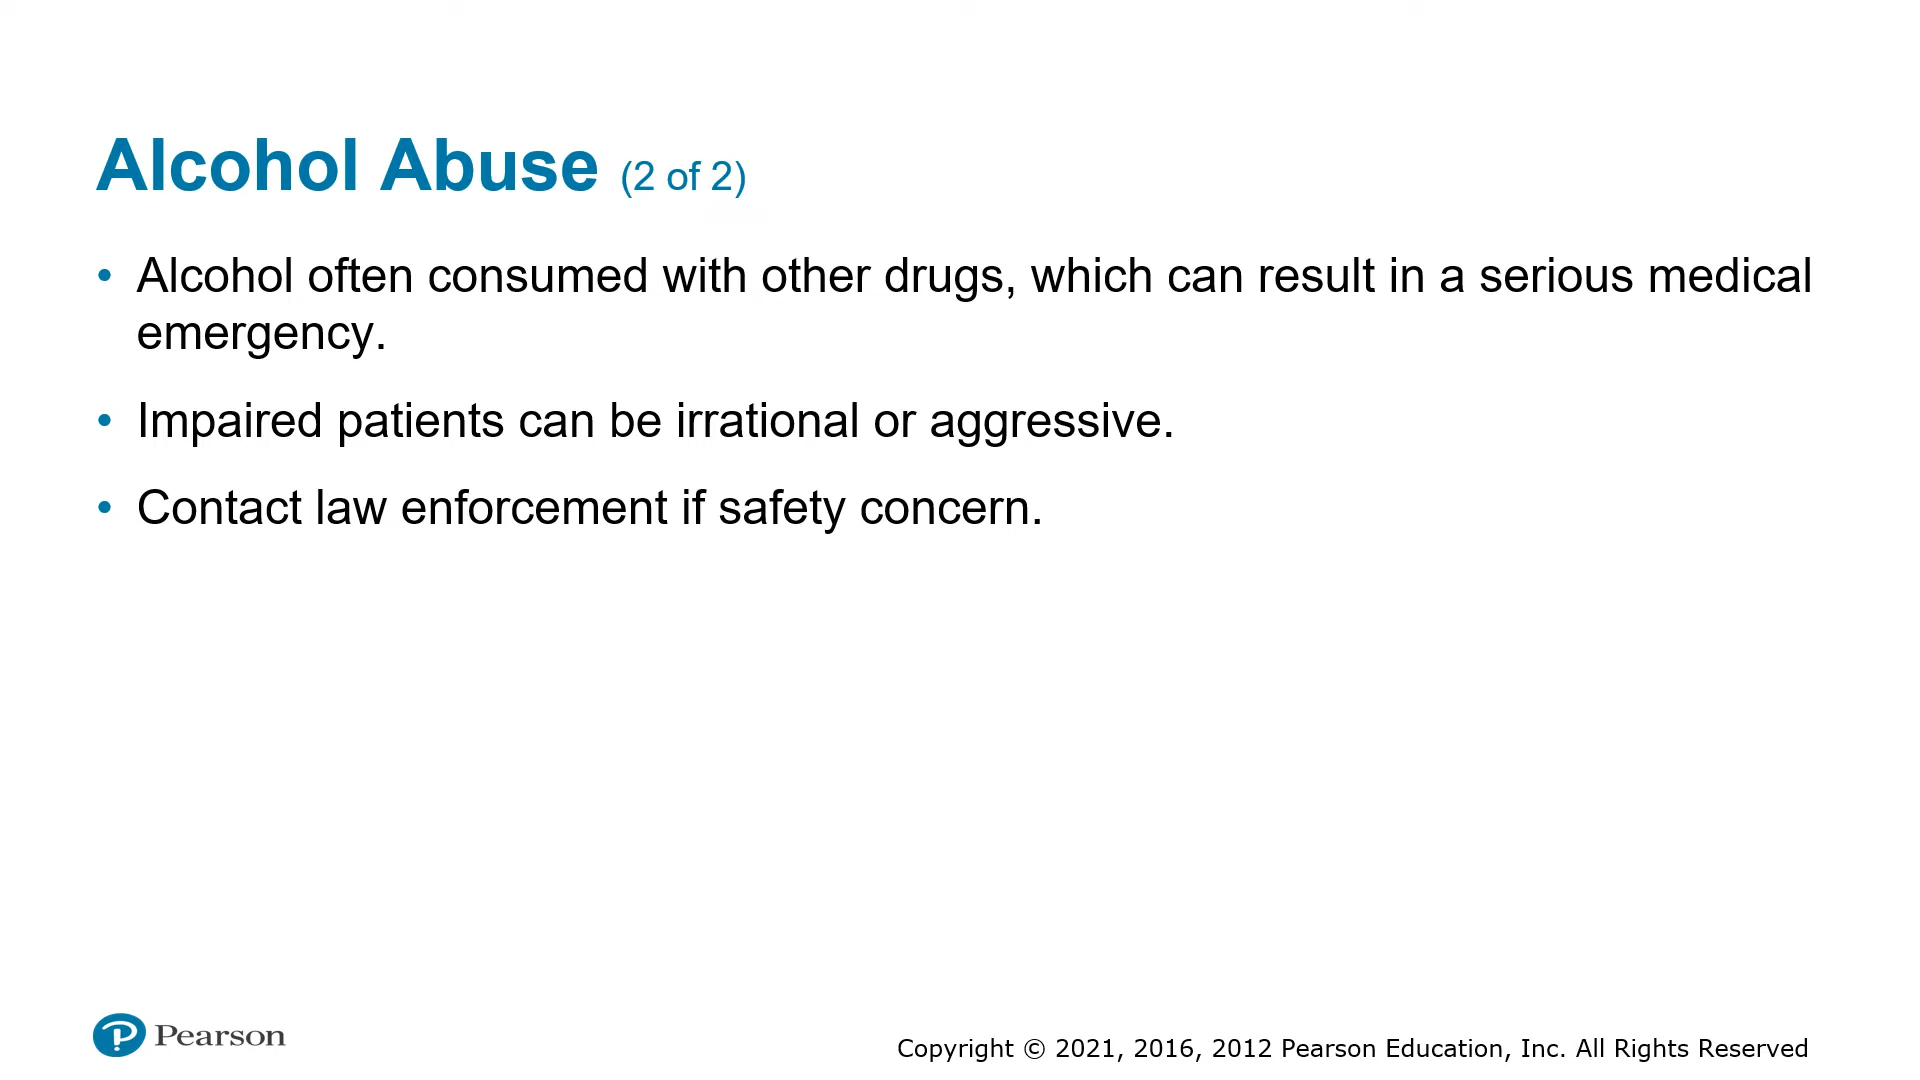 Alcohol Abuse (2 of 2)
• Alcohol often consumed with other drugs, which can result in a serious medical
emergency.
• Impaired patients can be irrational or aggressive.
• Contact law enforcement if safety concern.
Pearson
Copyright © 2021, 2016, 2012 Pearson Education, Inc. All Rights Reserved